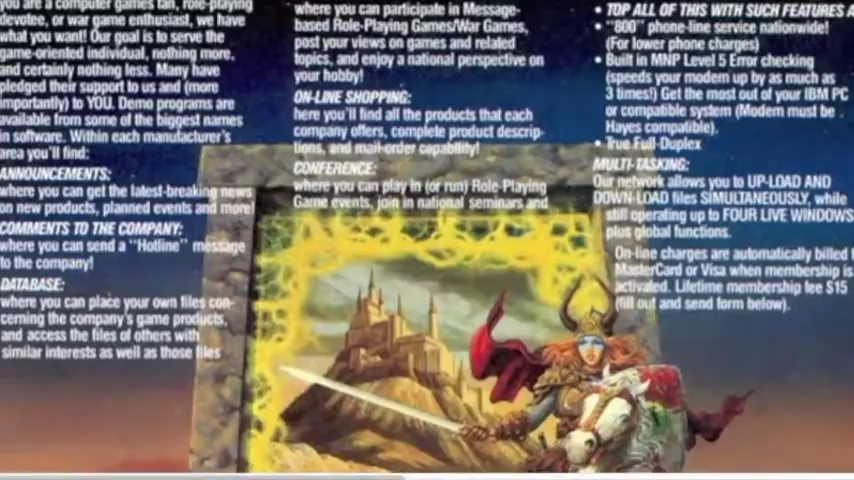 you are a computer games fan, role-playing
devotee, or war game enthusiast, we have
what you want! Our goal is to serve the
game-oriented individual, nothing more,
and certainly nothing less. Many have
pledged their support to us and (more
importantly) to YOU. Demo programs are
available from some of the biggest names
in software. Within each manufacturer's
area you'll find:
ANNOUNCEMENTS:
where you can get the latest-breaking news
on new products, planned events and more!
COMMENTS TO THE COMPANY:
where you can send a "Hotline" message
to the company!
DATABASE:
where you can place your own files con-
cerning the company's game products,
and access the files of others with
similar interests as well as those files
where you can participate in Message-
based Role-Playing Games/War Games,
post your views on games and related
topics, and enjoy a national perspective on
your hobby!
ON-LINE SHOPPING:
here you'll find all the products that each
company offers, complete product descrip-
tions, and mail-order capability!
CONFERENCE:
where you can play in (or run) Role-Playing
Game events, join in national seminars and
• TOP ALL OF THIS WITH SUCH FEATURES
• "800" phone-line service nationwide!
(For lower phone charges)
• Built in MNP Level 5 Error checking
(speeds your modem up by as much as
3 times!) Get the most out of your IBM PC
or compatible system (Modem must be
Hayes compatible).
• True Full-Duplex
MULTI-TASKING:
Our network allows you to UP-LOAD AND
DOWN-LOAD files SIMULTANEOUSLY, while
still operating up to FOUR LIVE WINDOWS
plus global functions.
On-line charges are automatically billed
MasterCard or Visa when membership is
activated. Lifetime membership fee $15
(fill out and send form below).